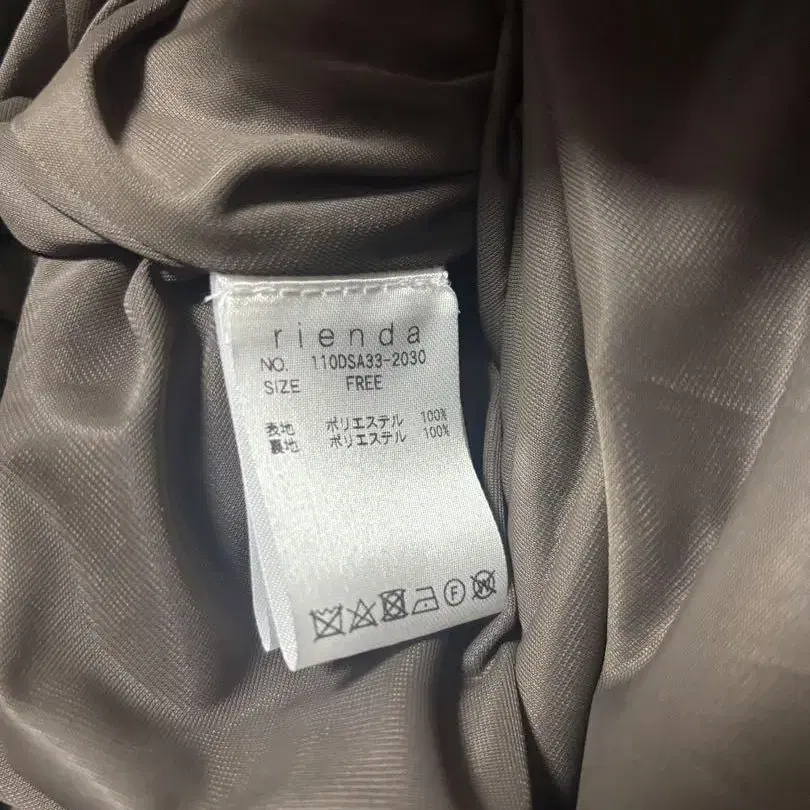 rienda
NO. 110DSA33-2030
SIZE FREE
表地 ポリエステル 100%
裏地 ポリエステル 100%
F
W